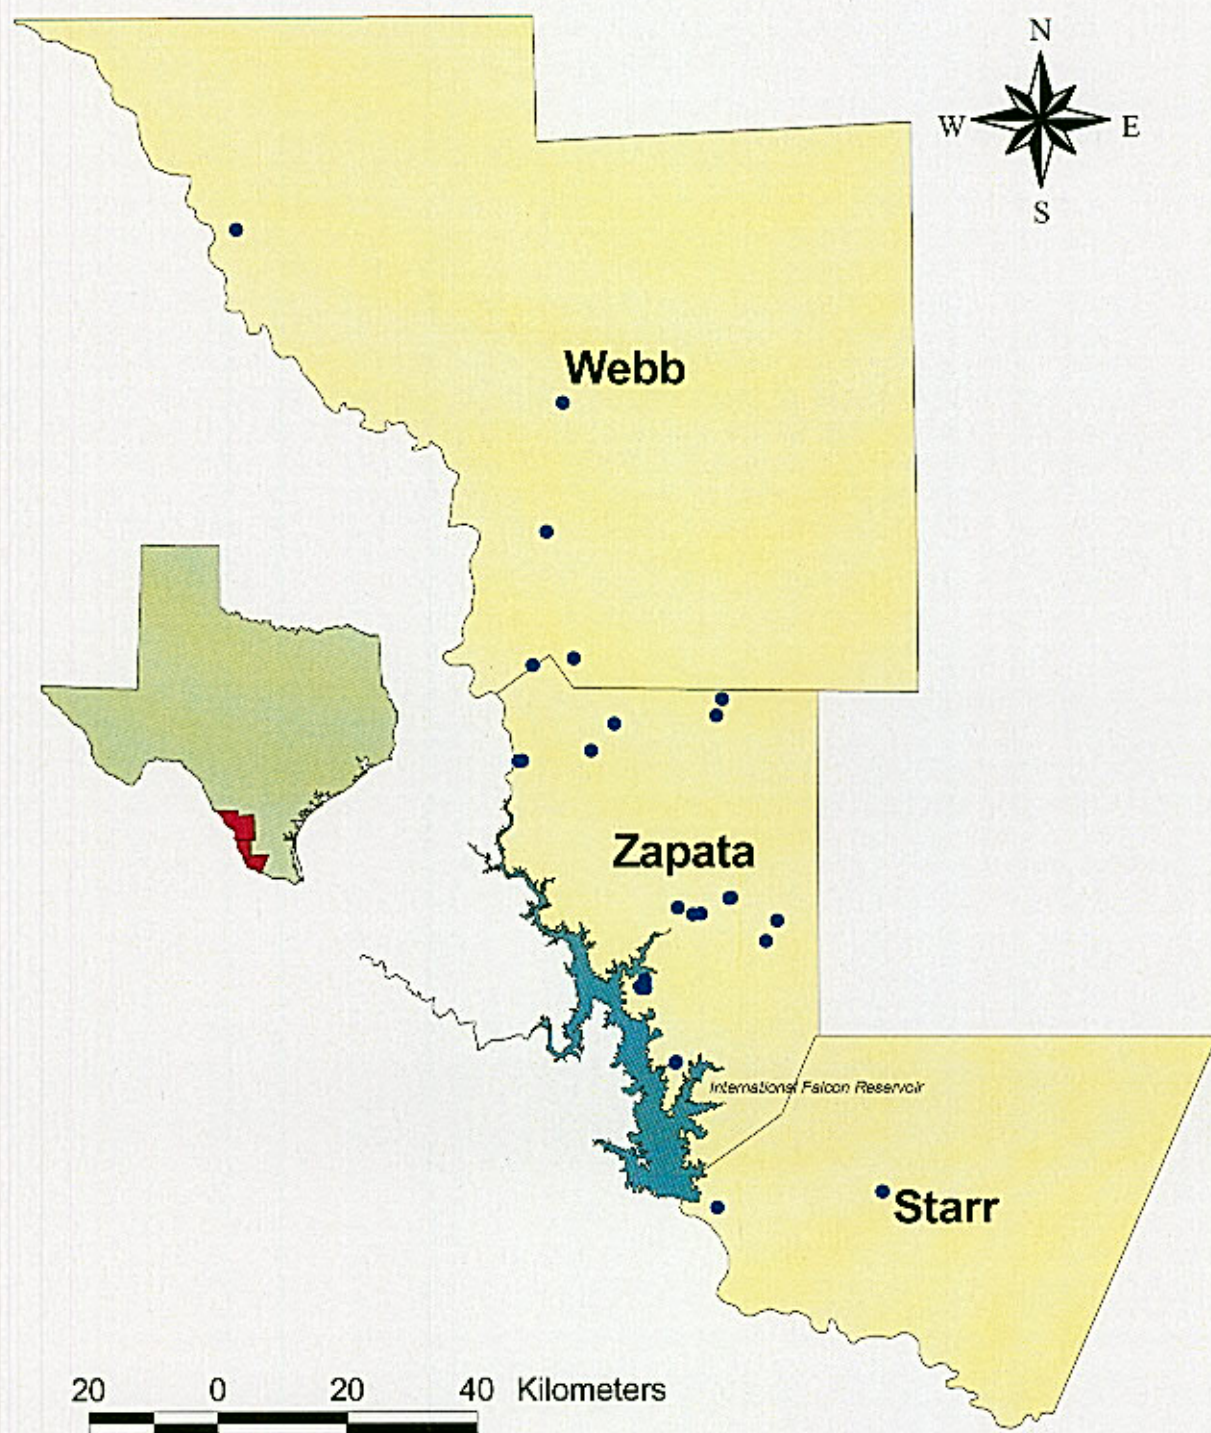 N
W E
S
Webb
Zapata
International Falcon Reservoir
Starr
20 0 20 40 Kilometers